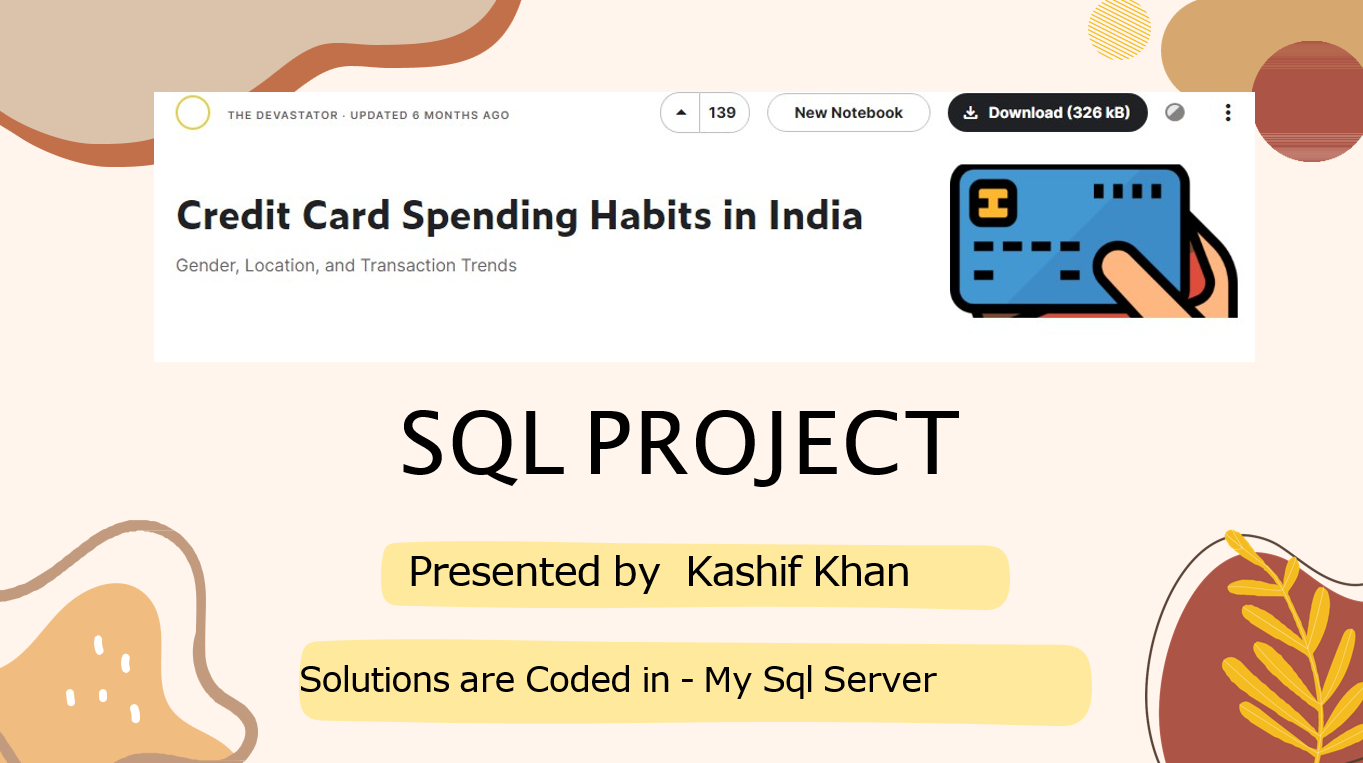 THE DEVASTATOR · UPDATED 6 MONTHS AGO
139
New Notebook
Download (326 kB)
Credit Card Spending Habits in India
Gender, Location, and Transaction Trends
SQL PROJECT
Presented by Kashif Khan
Solutions are Coded in - My Sql Server